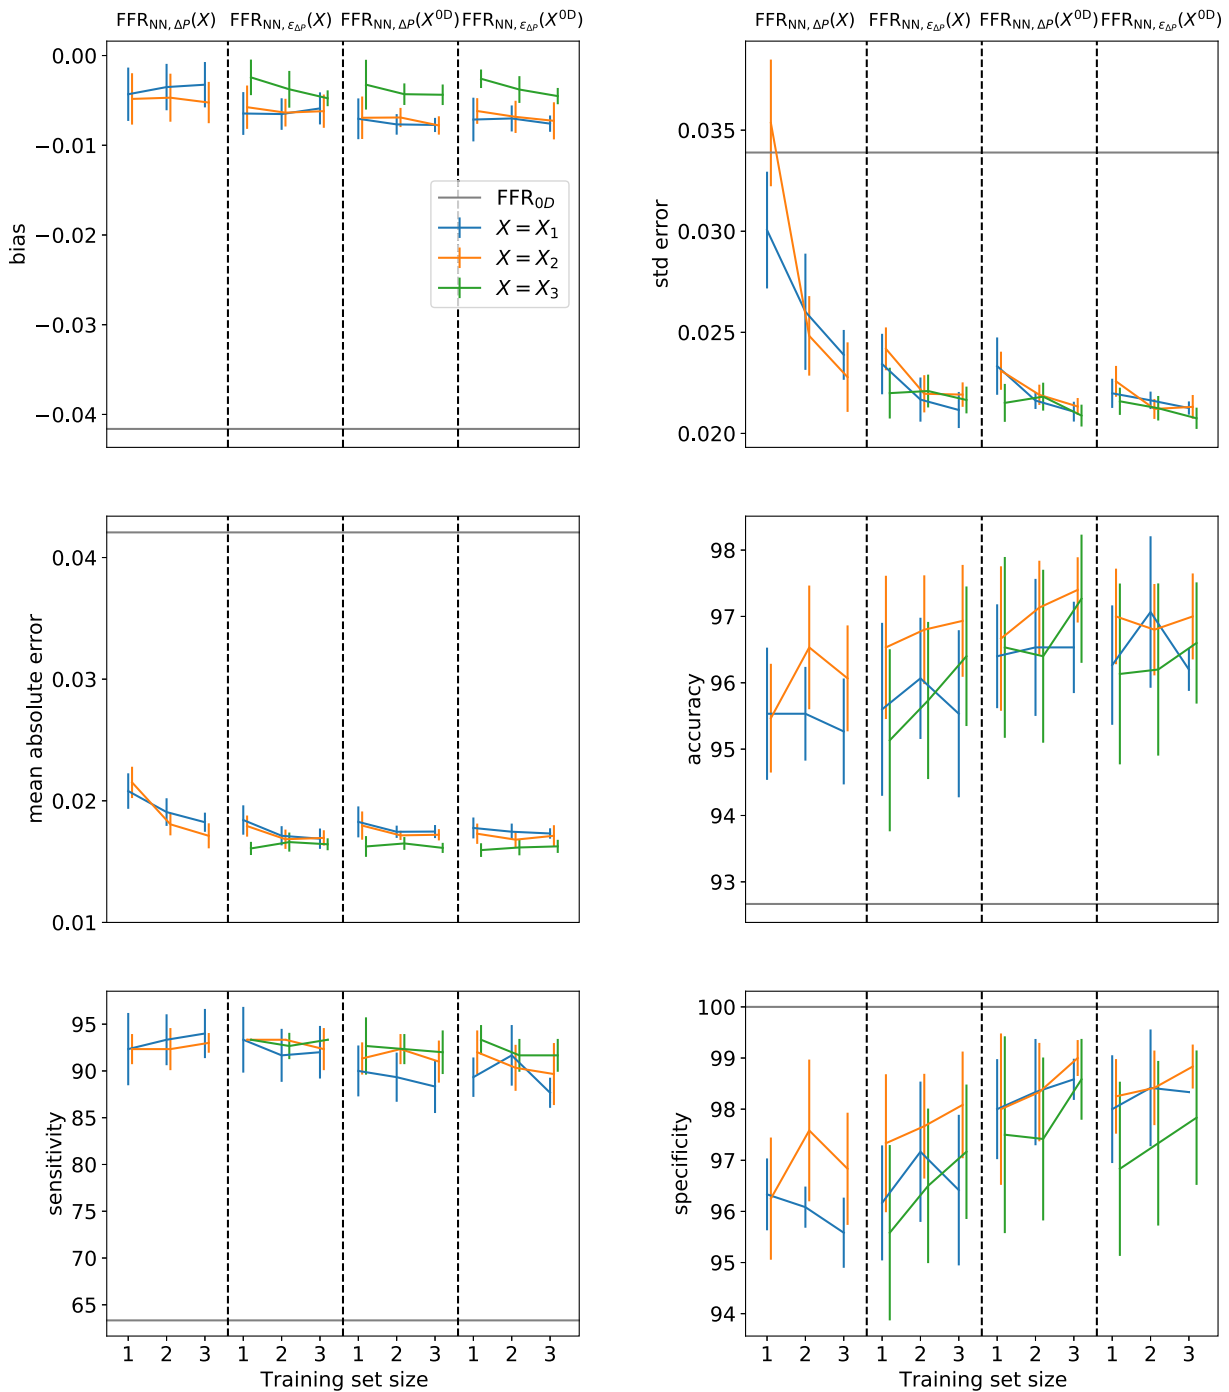 FFR_NN, ΔP(X) FFR_NN, ε_ΔP(X) FFR_NN, ΔP(X^0D) FFR_NN, ε_ΔP(X^0D)
FFR_NN, ΔP(X) FFR_NN, ε_ΔP(X) FFR_NN, ΔP(X^0D) FFR_NN, ε_ΔP(X^0D)
bias
0.00
−0.01
−0.02
−0.03
−0.04
FFR_0D
X = X_1
X = X_2
X = X_3
std error
0.035
0.030
0.025
0.020
mean absolute error
0.04
0.03
0.02
0.01
accuracy
98
97
96
95
94
93
sensitivity
95
90
85
80
75
70
65
1 2 3 1 2 3 1 2 3 1 2 3
Training set size
specificity
100
99
98
97
96
95
94
1 2 3 1 2 3 1 2 3 1 2 3
Training set size